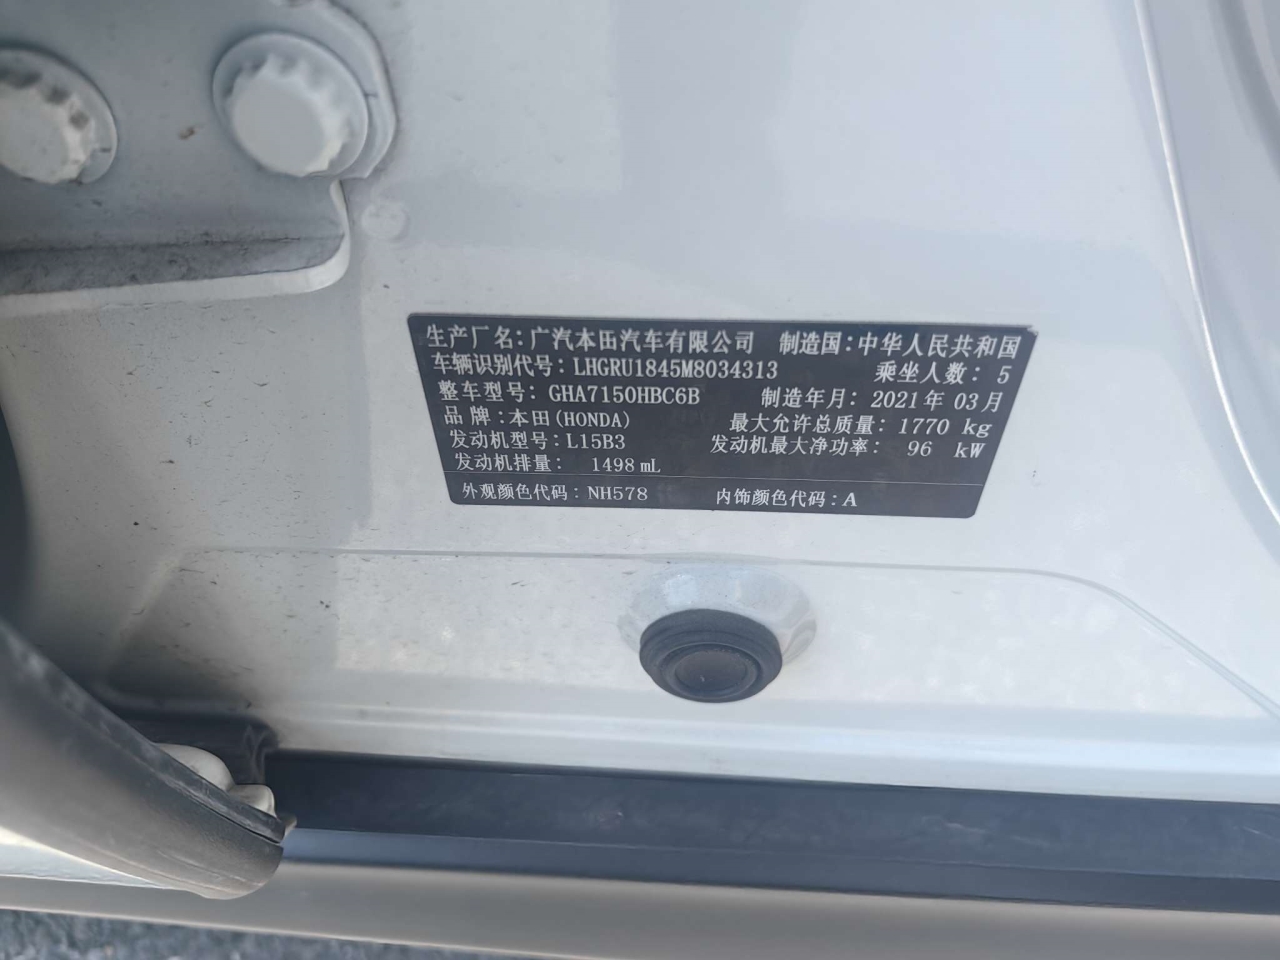 生产厂名：广汽本田汽车有限公司 制造国：中华人民共和国
车辆识别代号：LHGRU1845M8034313 乘坐人数：5
整车型号：GHA7150HBC6B 制造年月：2021年 03月
品牌：本田(HONDA) 最大允许总质量：1770 kg
发动机型号：L15B3 发动机最大净功率： 96 kW
发动机排量： 1498 mL
外观颜色代码：NH578 内饰颜色代码：A